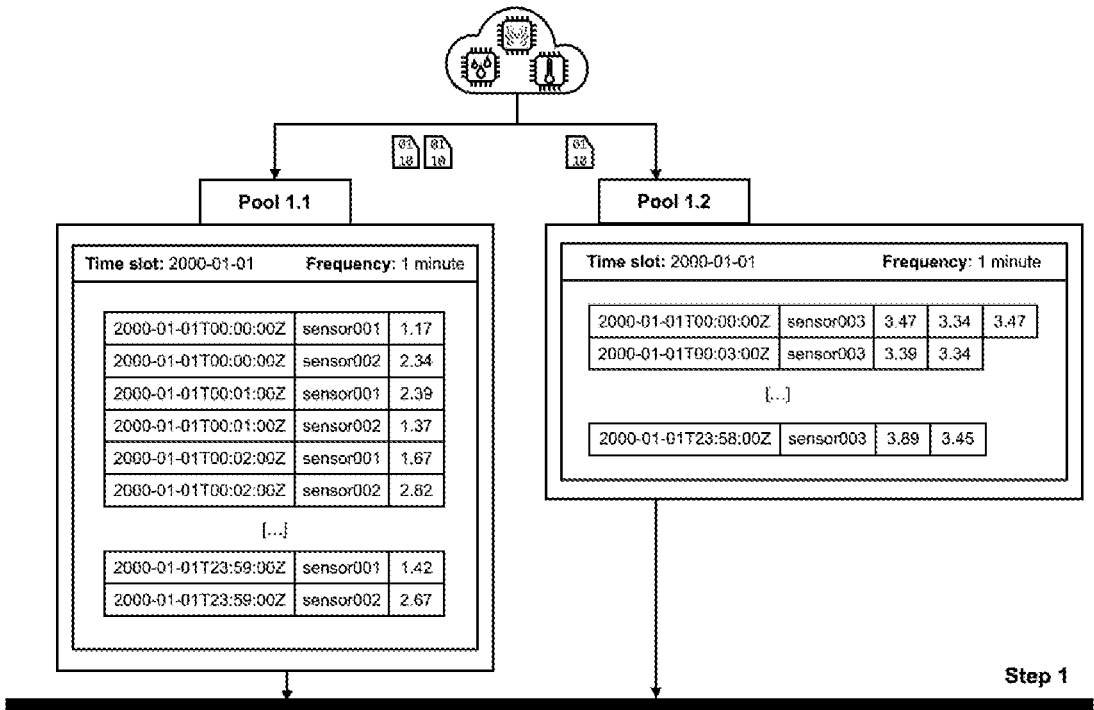 01 01 01
10 10 10
Pool 1.1
Time slot: 2000-01-01 Frequency: 1 minute
2000-01-01T00:00:00Z sensor001 1.17
2000-01-01T00:00:00Z sensor002 2.34
2000-01-01T00:01:00Z sensor001 2.39
2000-01-01T00:01:00Z sensor002 1.37
2000-01-01T00:02:00Z sensor001 1.67
2000-01-01T00:02:00Z sensor002 2.62
[...]
2000-01-01T23:59:00Z sensor001 1.42
2000-01-01T23:59:00Z sensor002 2.67
Pool 1.2
Time slot: 2000-01-01 Frequency: 1 minute
2000-01-01T00:00:00Z sensor003 3.47 3.34 3.47
2000-01-01T00:03:00Z sensor003 3.39 3.34
[...]
2000-01-01T23:58:00Z sensor003 3.89 3.45
Step 1